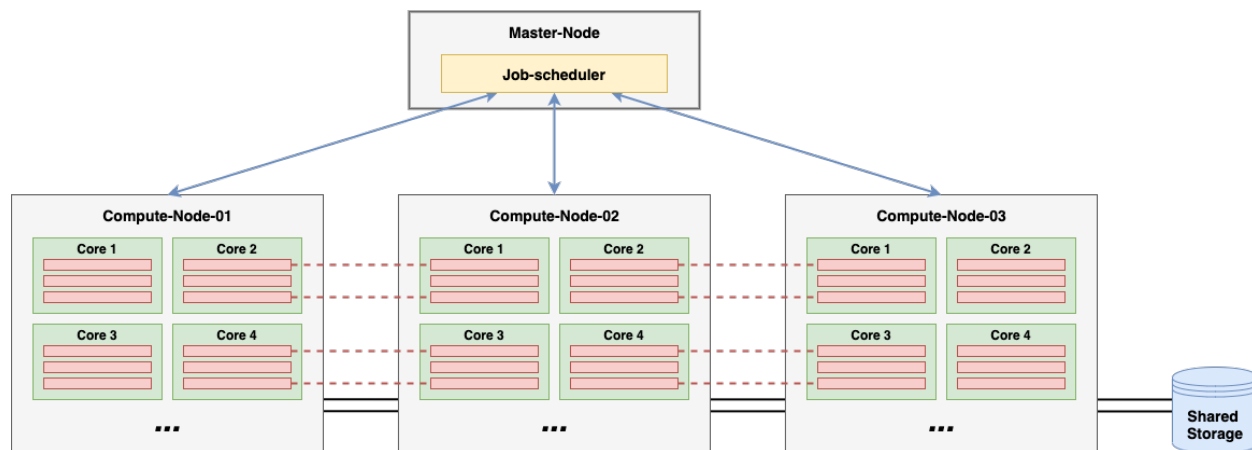 Master-Node
Job-scheduler
Compute-Node-01
Core 1
Core 2
Core 3
Core 4
...
Compute-Node-02
Core 1
Core 2
Core 3
Core 4
...
Compute-Node-03
Core 1
Core 2
Core 3
Core 4
...
Shared
Storage